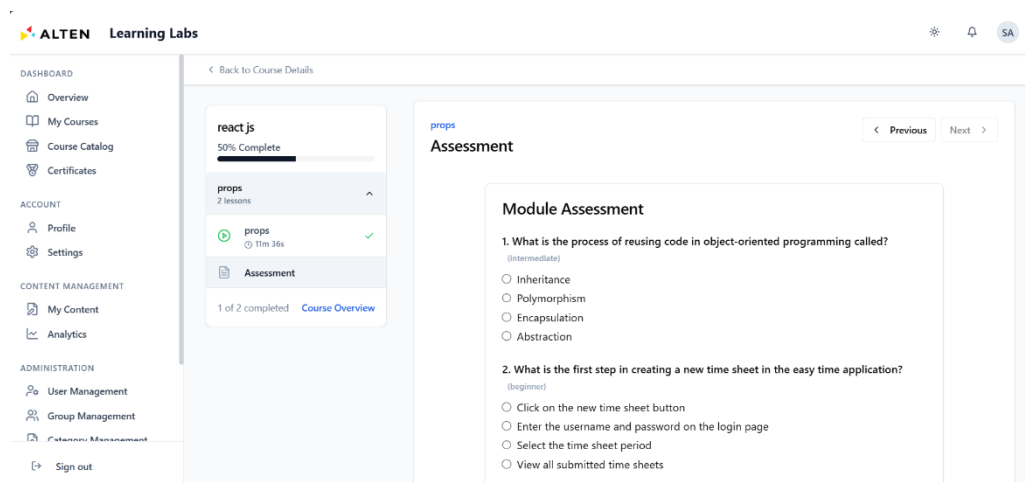 ALTEN Learning Labs
SA
DASHBOARD
Overview
My Courses
Course Catalog
Certificates
ACCOUNT
Profile
Settings
CONTENT MANAGEMENT
My Content
Analytics
ADMINISTRATION
User Management
Group Management
Category Management
Sign out
Back to Course Details
react js
50% Complete
props
2 lessons
props
11m 36s
Assessment
1 of 2 completed Course Overview
props
Assessment
Previous
Next
Module Assessment
1. What is the process of reusing code in object-oriented programming called?
(intermediate)
Inheritance
Polymorphism
Encapsulation
Abstraction
2. What is the first step in creating a new time sheet in the easy time application?
(beginner)
Click on the new time sheet button
Enter the username and password on the login page
Select the time sheet period
View all submitted time sheets